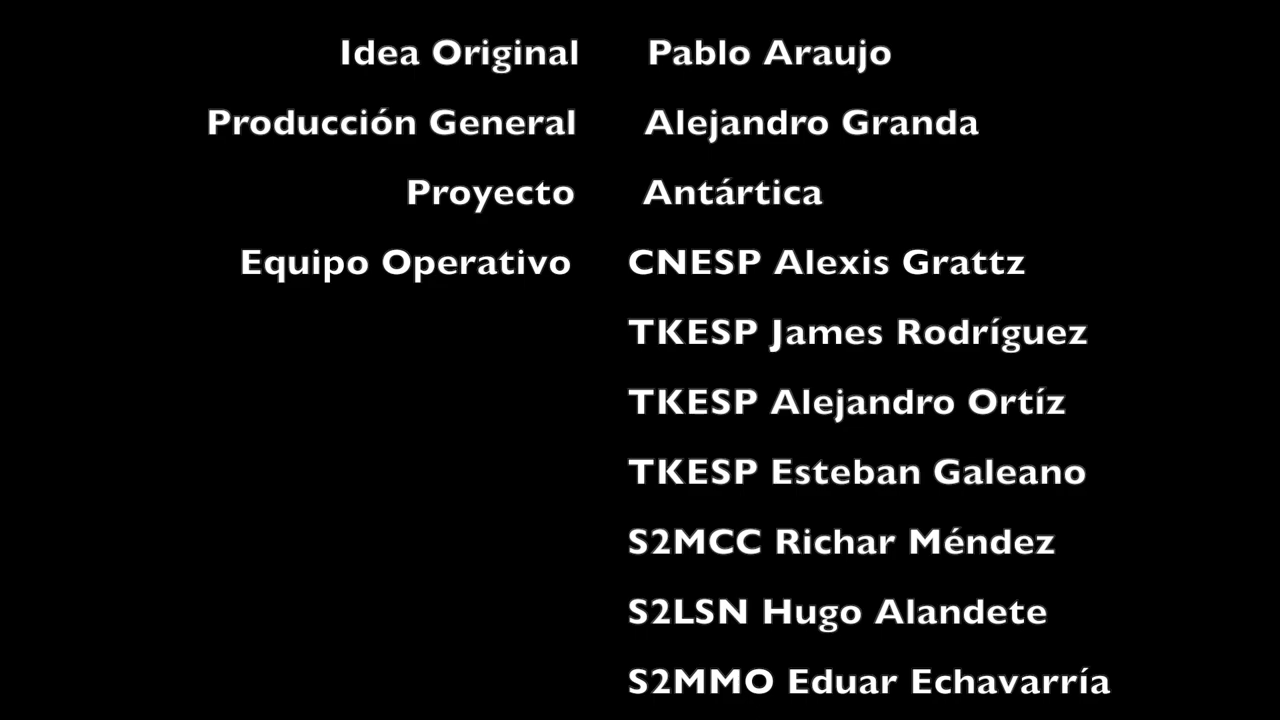 Idea Original Pablo Araujo
Producción General Alejandro Granda
Proyecto Antártica
Equipo Operativo CNESP Alexis Grattz
TKESP James Rodríguez
TKESP Alejandro Ortíz
TKESP Esteban Galeano
S2MCC Richar Méndez
S2LSN Hugo Alandete
S2MMO Eduar Echavarría